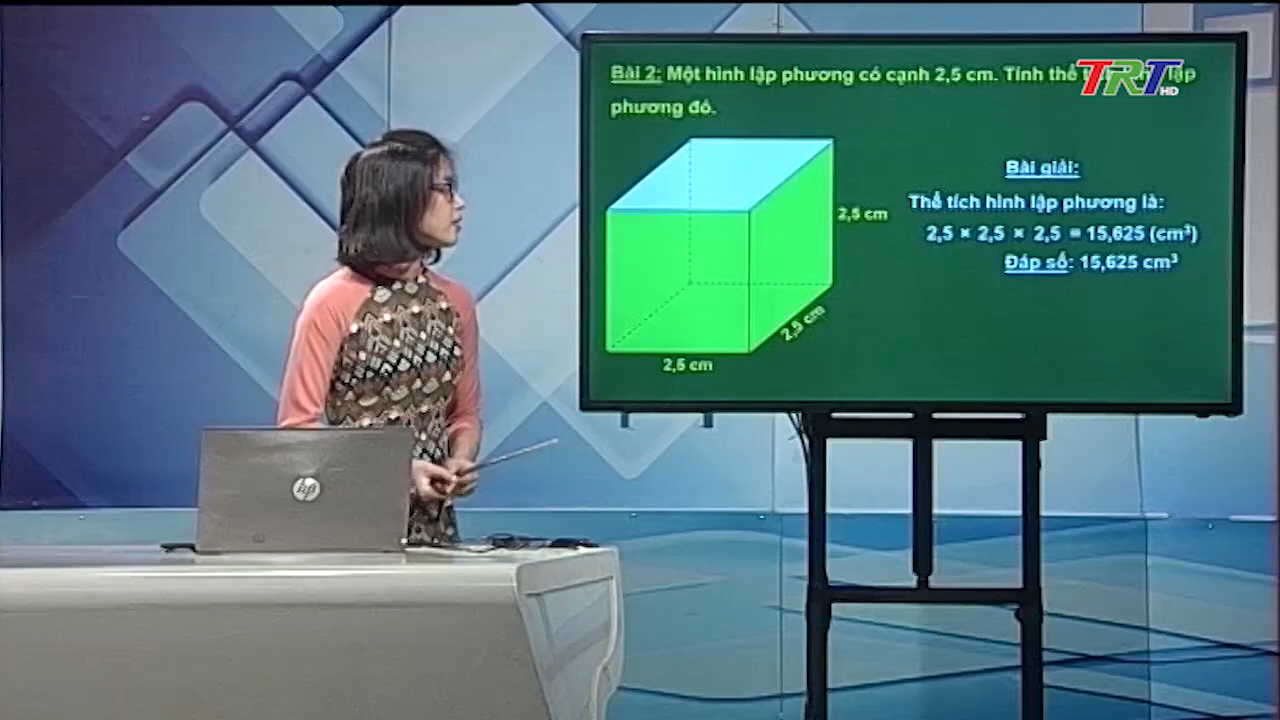 Bài 2: Một hình lập phương có cạnh 2,5 cm. Tính thể lập
phương đó.
TRT HD
Bài giải:
Thể tích hình lập phương là:
2,5 × 2,5 × 2,5 = 15,625 (cm³)
Đáp số: 15,625 cm³
2,5 cm
2,5 cm
2,5 cm
hp